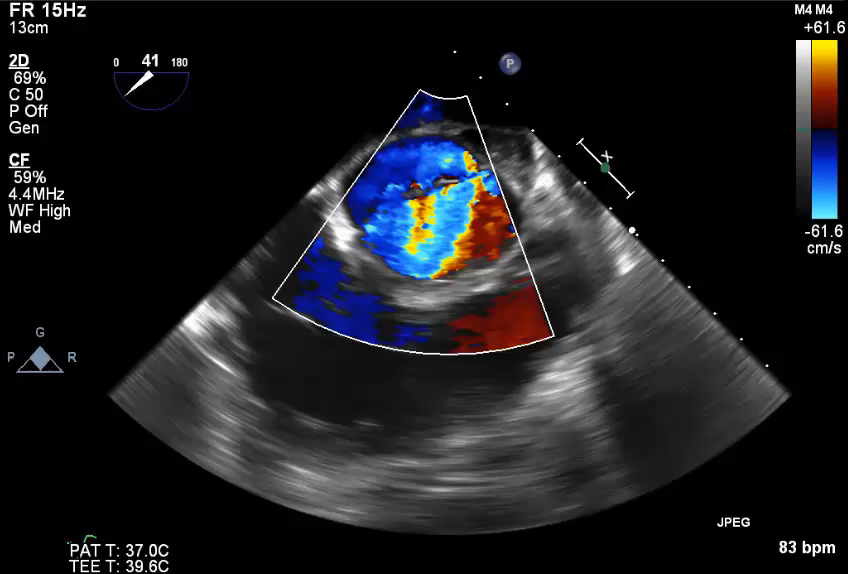 FR 15Hz
13cm
2D
69%
C 50
P Off
Gen
CF
59%
4.4MHz
WF High
Med
0 41 180
P
M4 M4
+61.6
-61.6
cm/s
X
G
P R
JPEG
PAT T: 37.0C
TEE T: 39.6C
83 bpm